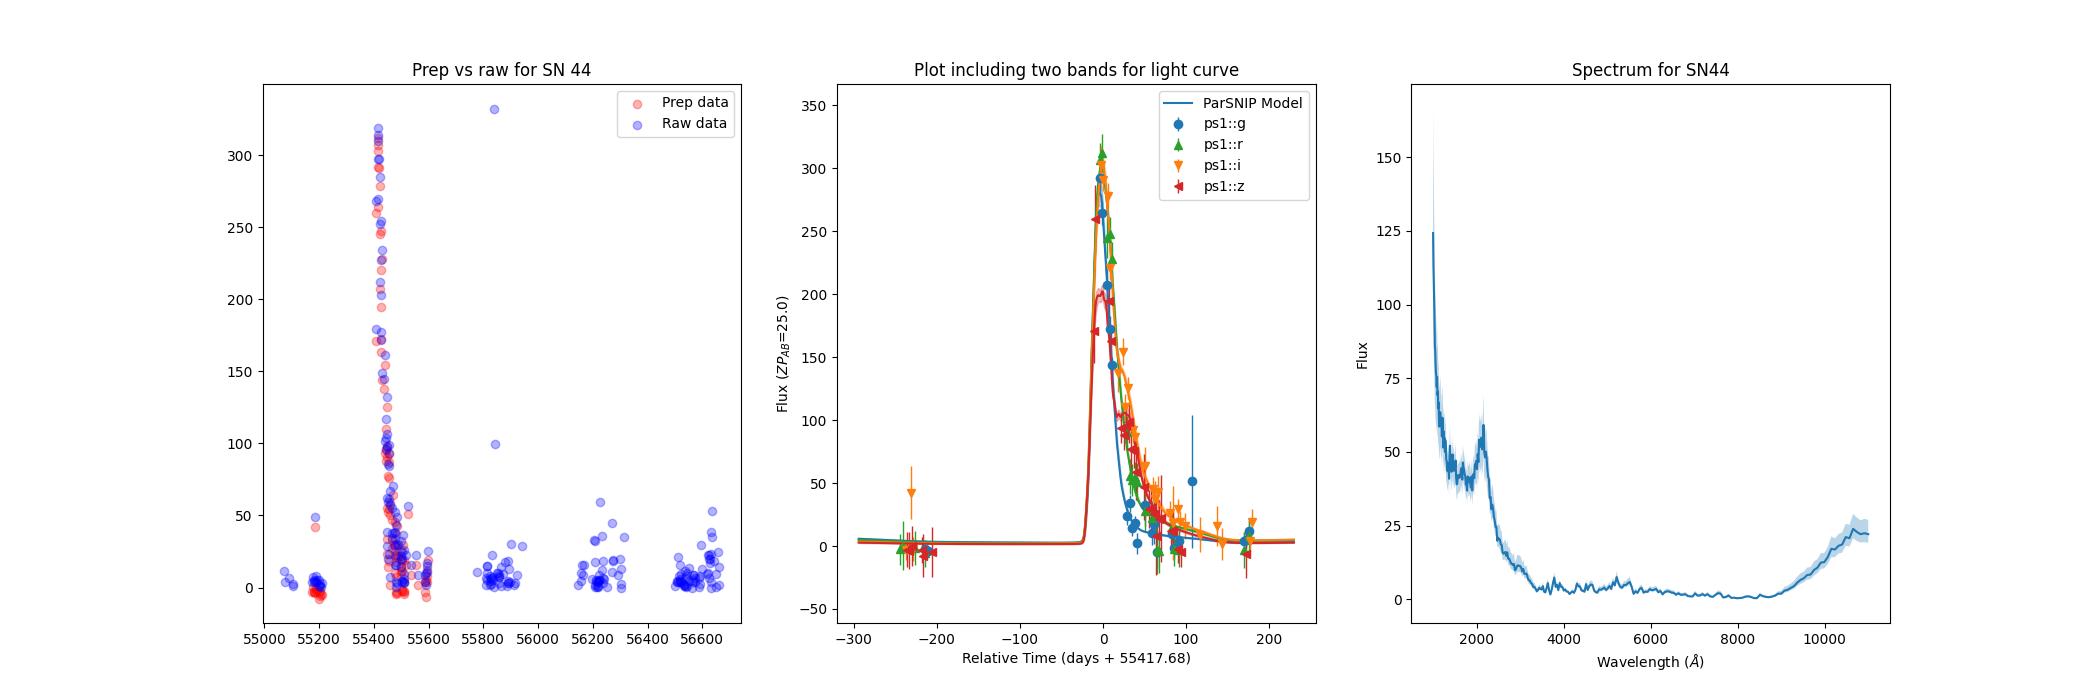 Prep vs raw for SN 44
Prep data
Raw data
300
250
200
150
100
50
0
55000 55200 55400 55600 55800 56000 56200 56400 56600
Plot including two bands for light curve
ParSNIP Model
ps1::g
ps1::r
ps1::i
ps1::z
Flux (ZP_AB=25.0)
350
300
250
200
150
100
50
0
−50
−300 −200 −100 0 100 200
Relative Time (days + 55417.68)
Spectrum for SN44
Flux
150
125
100
75
50
25
0
2000 4000 6000 8000 10000
Wavelength (Å)